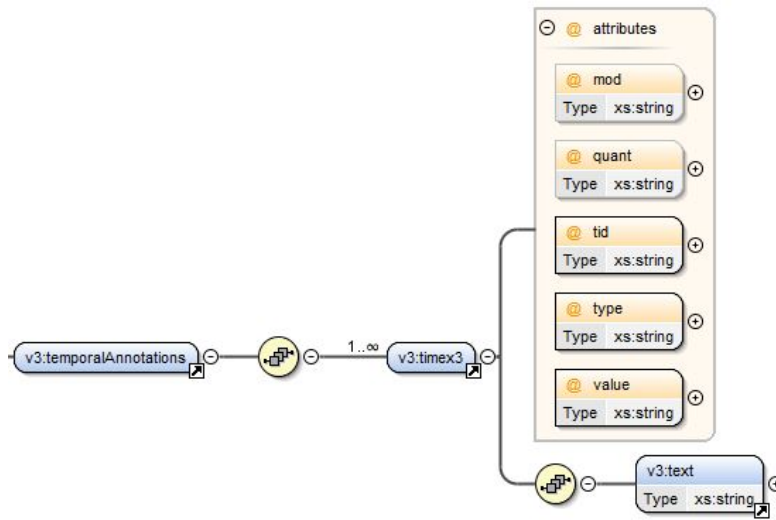 @ attributes
@ mod
Type xs:string
@ quant
Type xs:string
@ tid
Type xs:string
@ type
Type xs:string
@ value
Type xs:string
v3:temporalAnnotations
1..∞
v3:timex3
v3:text
Type xs:string